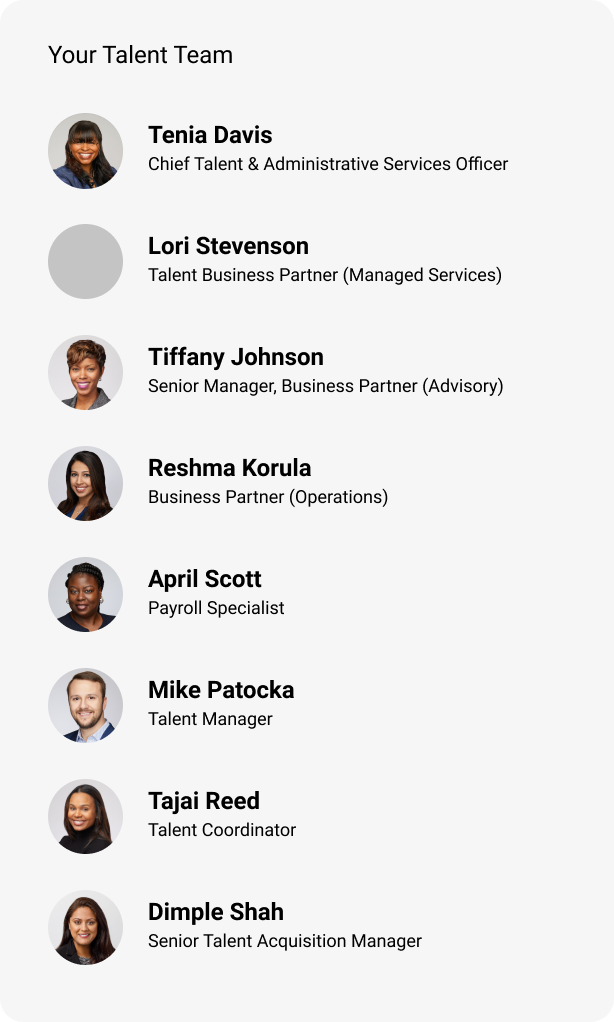 Your Talent Team
Tenia Davis
Chief Talent & Administrative Services Officer
Lori Stevenson
Talent Business Partner (Managed Services)
Tiffany Johnson
Senior Manager, Business Partner (Advisory)
Reshma Korula
Business Partner (Operations)
April Scott
Payroll Specialist
Mike Patocka
Talent Manager
Tajai Reed
Talent Coordinator
Dimple Shah
Senior Talent Acquisition Manager